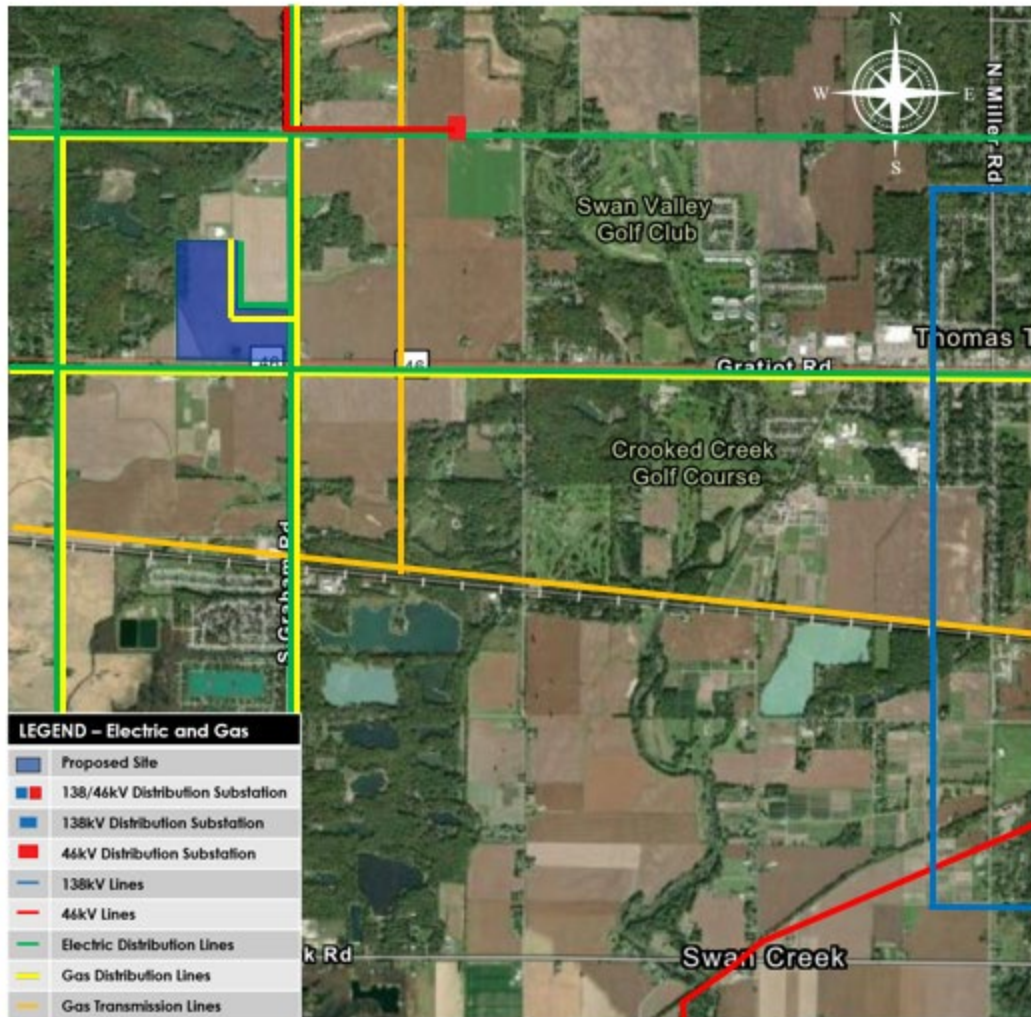 N
W E
S
N Miller Rd
Swan Valley
Golf Club
46
46
Thomas T
Gratiot Rd
Crooked Creek
Golf Course
S Graham Rd
LEGEND – Electric and Gas
Proposed Site
138/46kV Distribution Substation
138kV Distribution Substation
46kV Distribution Substation
138kV Lines
46kV Lines
Electric Distribution Lines
Gas Distribution Lines
Gas Transmission Lines
k Rd
Swan Creek